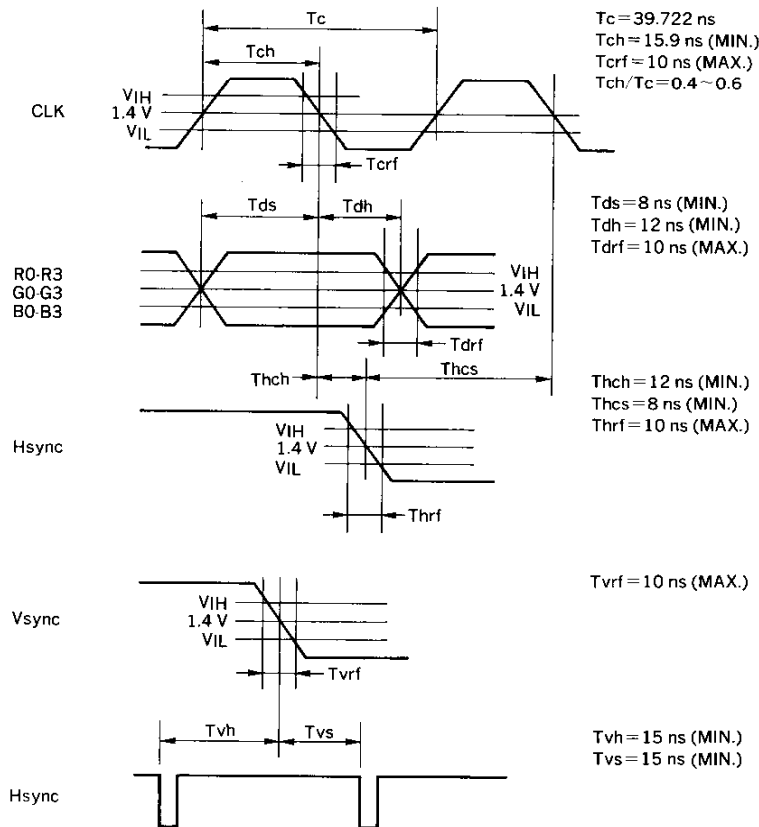 Tc
Tc=39.722 ns
Tch
Tch=15.9 ns (MIN.)
Tcrf=10 ns (MAX.)
Tch/Tc=0.4~0.6
VIH
CLK
1.4 V
VIL
Tcrf
Tds
Tdh
Tds=8 ns (MIN.)
Tdh=12 ns (MIN.)
Tdrf=10 ns (MAX.)
R0-R3
VIH
G0-G3
1.4 V
B0-B3
VIL
Tdrf
Thch
Thcs
Thch=12 ns (MIN.)
Thcs=8 ns (MIN.)
Thrf=10 ns (MAX.)
VIH
Hsync
1.4 V
VIL
Thrf
Tvrf=10 ns (MAX.)
VIH
Vsync
1.4 V
VIL
Tvrf
Tvh
Tvs
Tvh=15 ns (MIN.)
Tvs=15 ns (MIN.)
Hsync